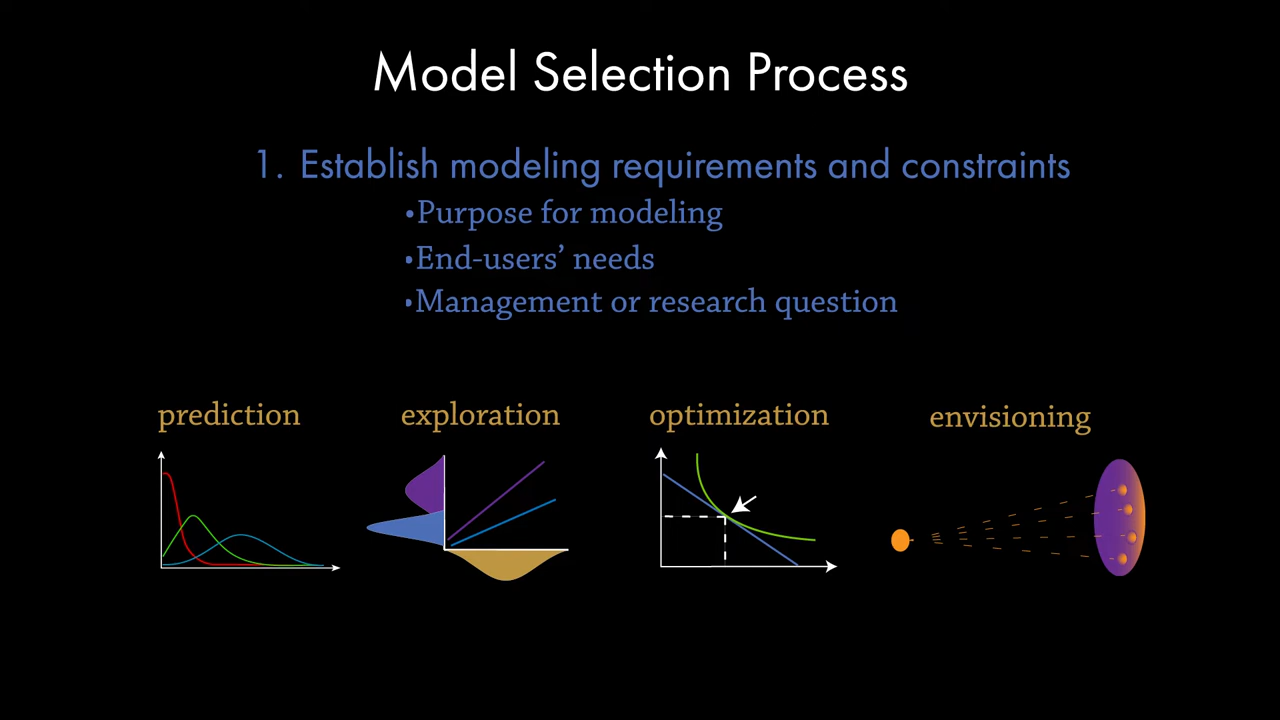 Model Selection Process
1. Establish modeling requirements and constraints
•Purpose for modeling
•End-users’ needs
•Management or research question
prediction exploration optimization envisioning